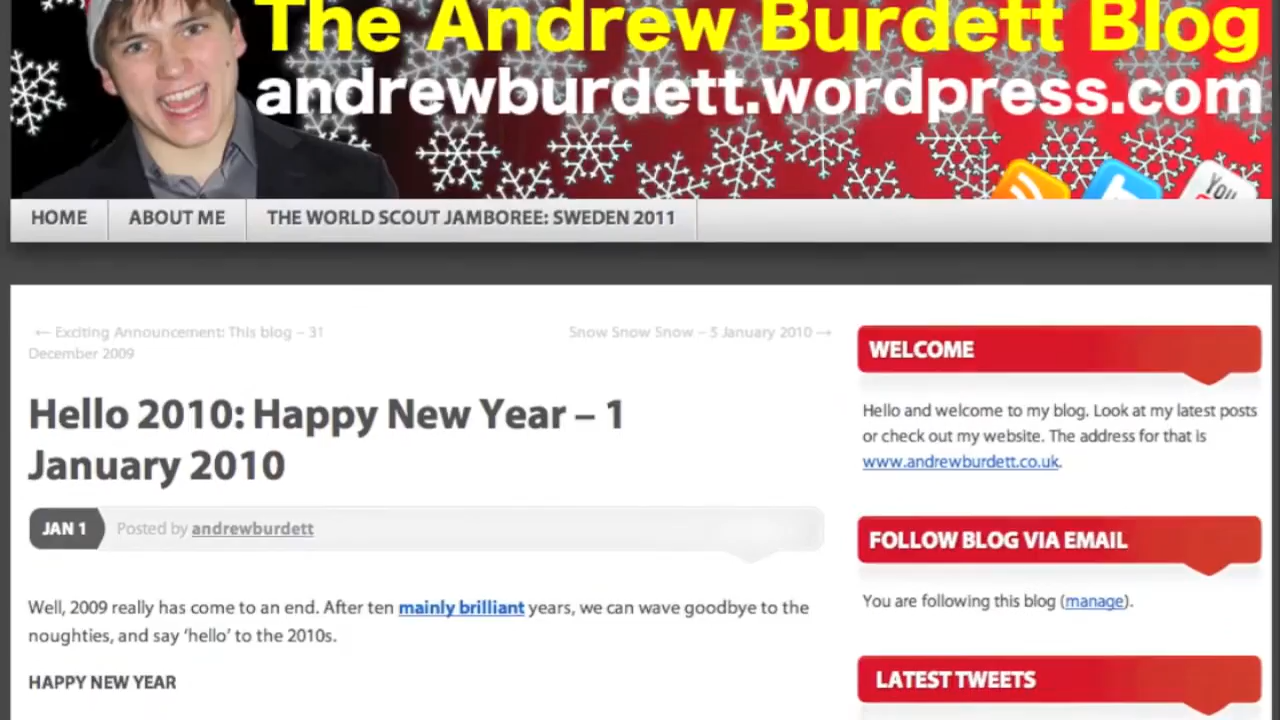 The Andrew Burdett Blog
andrewburdett.wordpress.com
You
HOME ABOUT ME THE WORLD SCOUT JAMBOREE: SWEDEN 2011
← Exciting Announcement: This blog – 31
December 2009
Snow Snow Snow – 5 January 2010 →
Hello 2010: Happy New Year – 1
January 2010
JAN 1 Posted by andrewburdett
Well, 2009 really has come to an end. After ten mainly brilliant years, we can wave goodbye to the
noughties, and say ‘hello’ to the 2010s.
HAPPY NEW YEAR
WELCOME
Hello and welcome to my blog. Look at my latest posts
or check out my website. The address for that is
www.andrewburdett.co.uk.
FOLLOW BLOG VIA EMAIL
You are following this blog (manage).
LATEST TWEETS